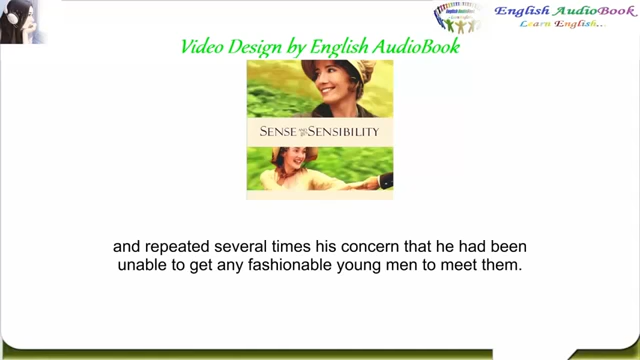 English AudioBook
Learn English...
Video Design by English AudioBook
SENSE AND SENSIBILITY
and repeated several times his concern that he had been
unable to get any fashionable young men to meet them.